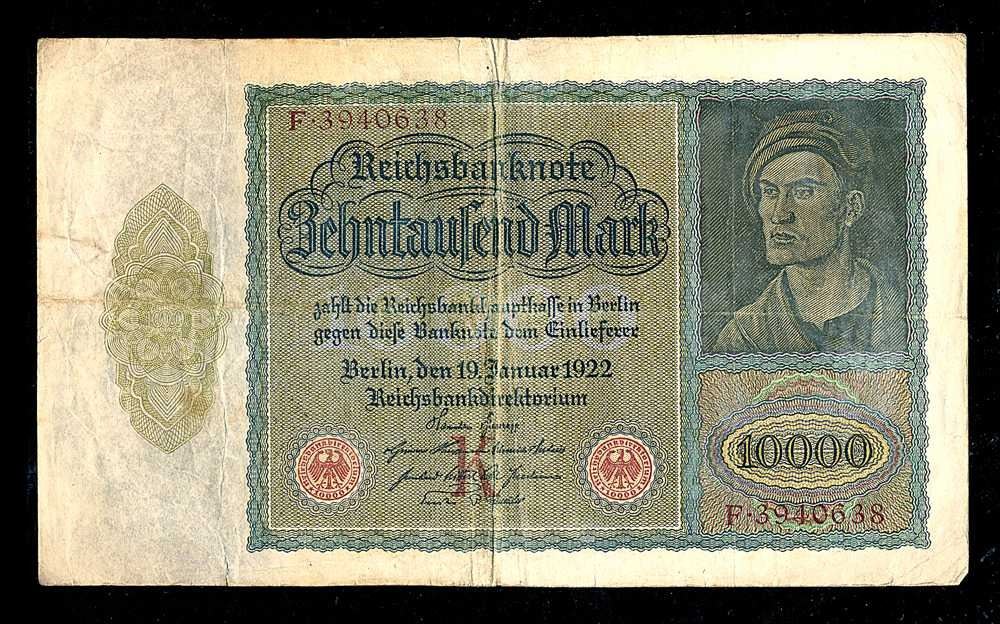 F·3940638
Reichsbanknote
Zehntausend Mark
zahlt die Reichsbankhauptkasse in Berlin
gegen diese Banknote dem Einlieferer
Berlin, den 19. Januar 1922
Reichsbankdirektorium
K
10000
F·3940638